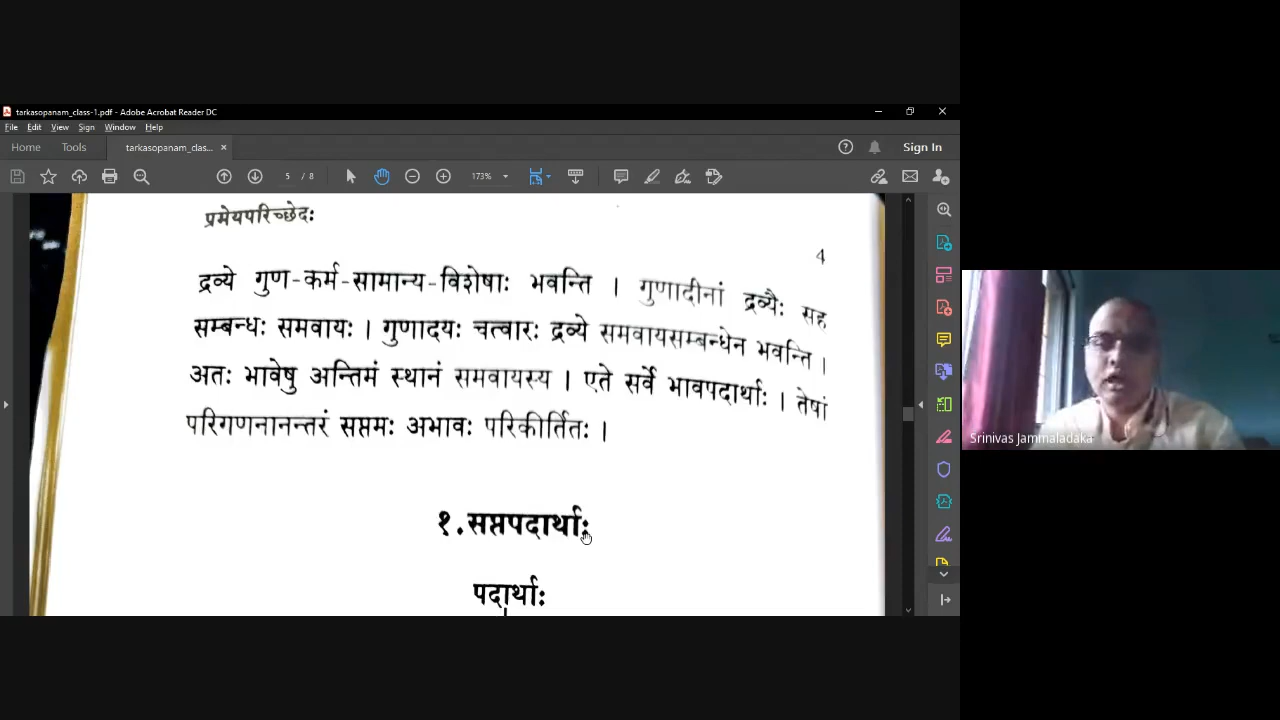 tarkasopanam_class-1.pdf - Adobe Acrobat Reader DC
File Edit View Sign Window Help
Home Tools tarkasopanam_clas... × Sign In
5 / 8 173%
प्रमेयपरिच्छेदः
4
द्रव्ये गुण-कर्म-सामान्य-विशेषाः भवन्ति । गुणादीनां द्रव्यैः सह
सम्बन्धः समवायः । गुणादयः चत्वारः द्रव्ये समवायसम्बन्धेन भवन्ति ।
अतः भावेषु अन्तिमं स्थानं समवायस्य । एते सर्वे भावपदार्थाः । तेषां
परिगणनानन्तरं सप्तमः अभावः परिकीर्तितः ।
१.सप्तपदार्थाः
पदार्थाः
Srinivas Jammaladaka